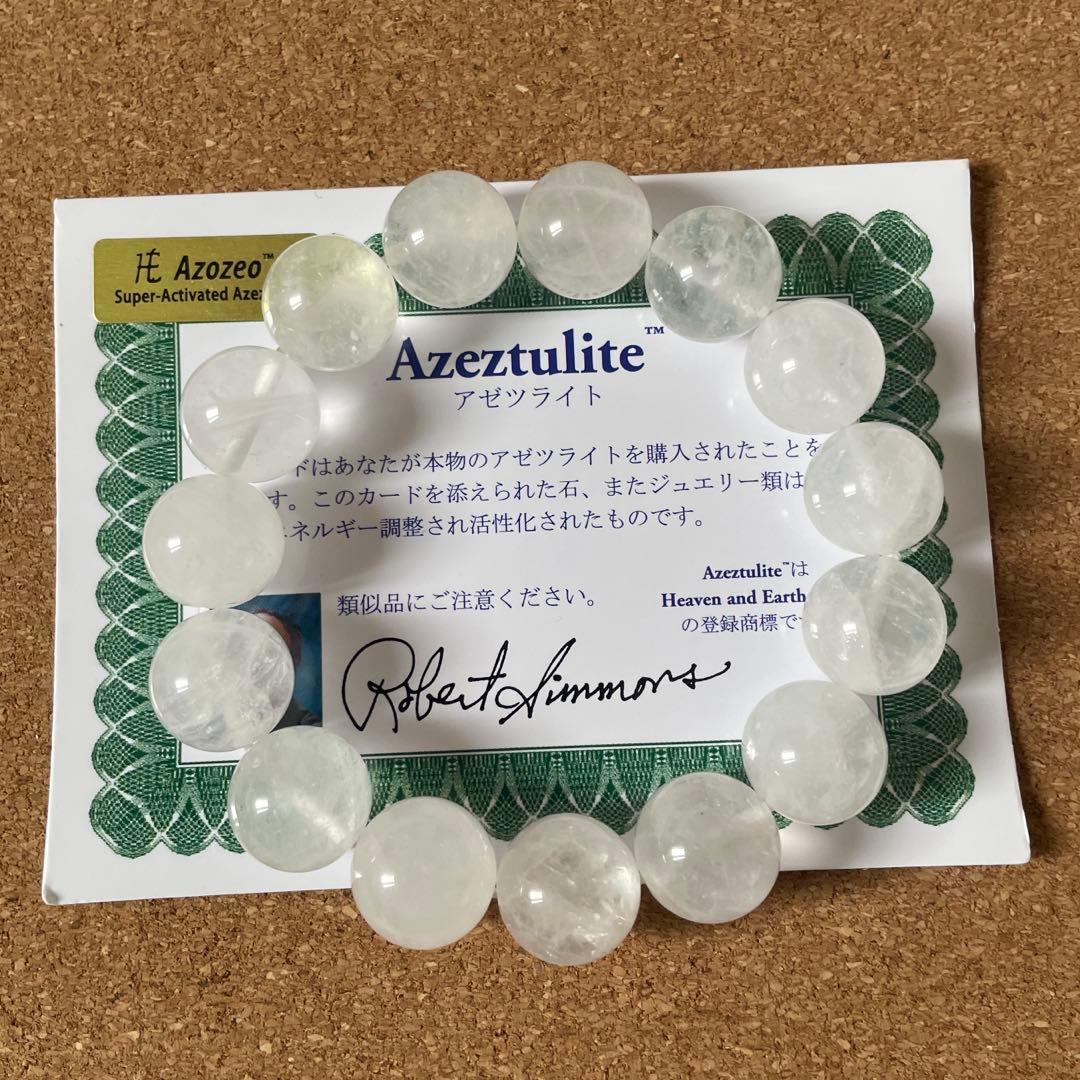 HE Azozeo™
Super-Activated
Azeztulite™
アゼツライト
ドはあなたが本物のアゼツライトを購入されたことを
す。このカードを添えられた石、またジュエリー類は
ネルギー調整され活性化されたものです。
類似品にご注意ください。
Azeztulite™は
Heaven and Earth
の登録商標で
Robert Simmons